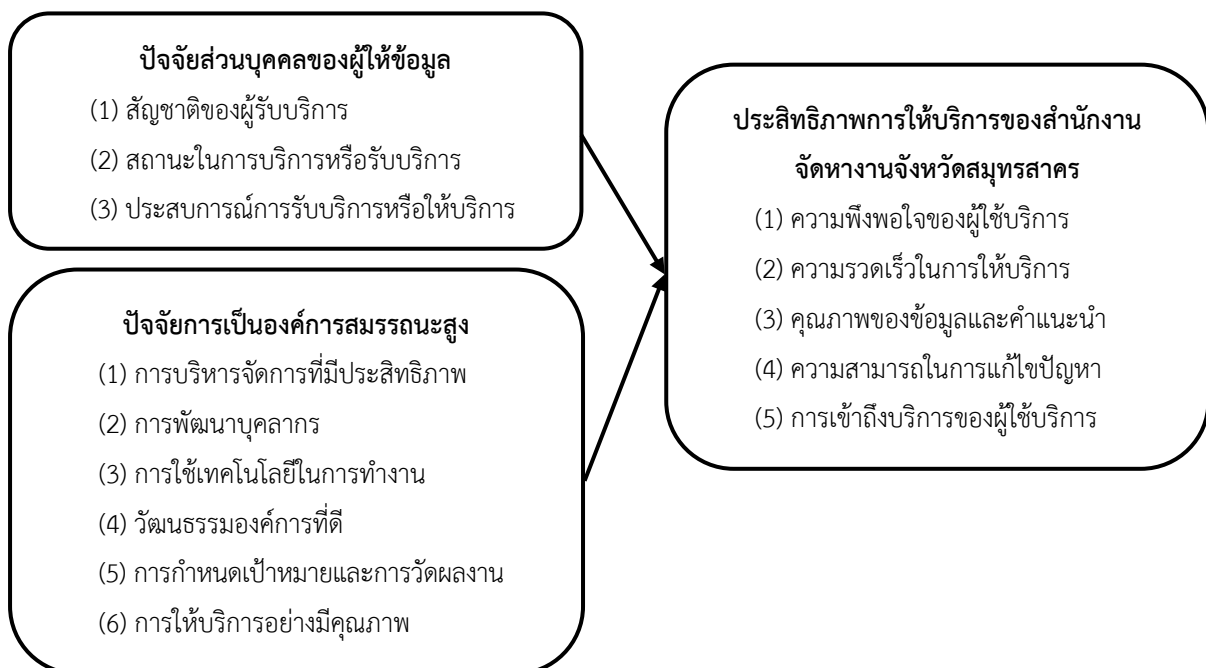 ปัจจัยส่วนบุคคลของผู้ให้ข้อมูล
(1) สัญชาติของผู้รับบริการ
(2) สถานะในการบริการหรือรับบริการ
(3) ประสบการณ์การรับบริการหรือให้บริการ
ปัจจัยการเป็นองค์การสมรรถนะสูง
(1) การบริหารจัดการที่มีประสิทธิภาพ
(2) การพัฒนาบุคลากร
(3) การใช้เทคโนโลยีในการทำงาน
(4) วัฒนธรรมองค์การที่ดี
(5) การกำหนดเป้าหมายและการวัดผลงาน
(6) การให้บริการอย่างมีคุณภาพ
ประสิทธิภาพการให้บริการของสำนักงาน
จัดหางานจังหวัดสมุทรสาคร
(1) ความพึงพอใจของผู้ใช้บริการ
(2) ความรวดเร็วในการให้บริการ
(3) คุณภาพของข้อมูลและคำแนะนำ
(4) ความสามารถในการแก้ไขปัญหา
(5) การเข้าถึงบริการของผู้ใช้บริการ